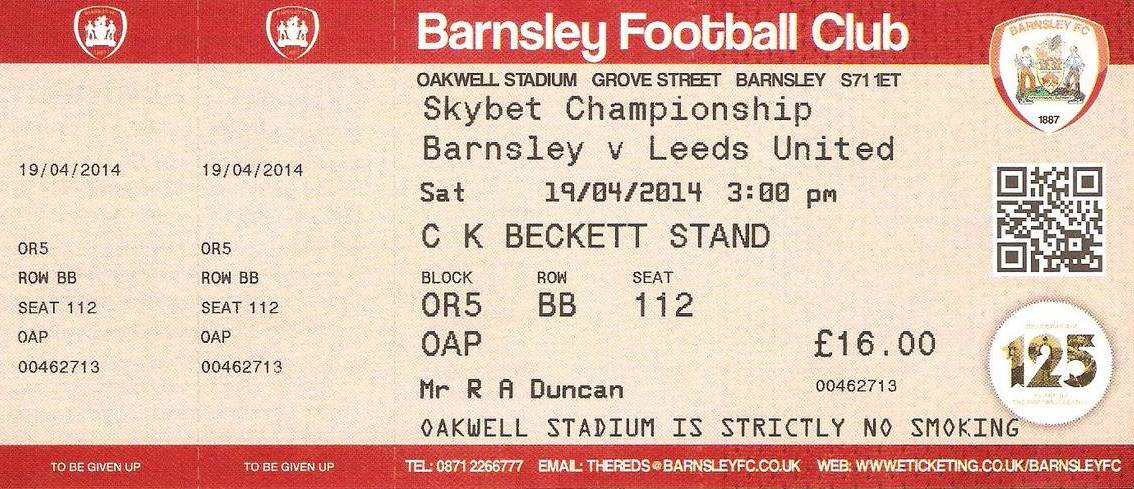 19/04/2014
OR5
ROW BB
SEAT 112
OAP
00462713
TO BE GIVEN UP
19/04/2014
OR5
ROW BB
SEAT 112
OAP
00462713
TO BE GIVEN UP
Barnsley Football Club
OAKWELL STADIUM GROVE STREET BARNSLEY S71 1ET
Skybet Championship
Barnsley v Leeds United
Sat 19/04/2014 3:00 pm
C K BECKETT STAND
BLOCK ROW SEAT
OR5 BB 112
OAP £16.00
Mr R A Duncan 00462713
OAKWELL STADIUM IS STRICTLY NO SMOKING
TEL: 0871 2266777 EMAIL: THEREDS@BARNSLEYFC.CO.UK WEB: WWW.ETICKETING.CO.UK/BARNSLEYFC
BARNSLEY FC
1887
125